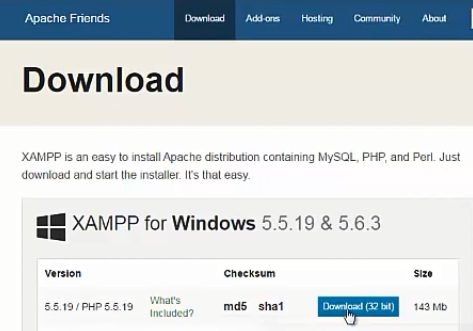 Apache Friends Download Add-ons Hosting Community About
Download
XAMPP is an easy to install Apache distribution containing MySQL, PHP, and Perl. Just
download and start the installer. It's that easy.
XAMPP for Windows 5.5.19 & 5.6.3
Version Checksum Size
5.5.19 / PHP 5.5.19 What's Included? md5 sha1 Download (32 bit) 143 Mb